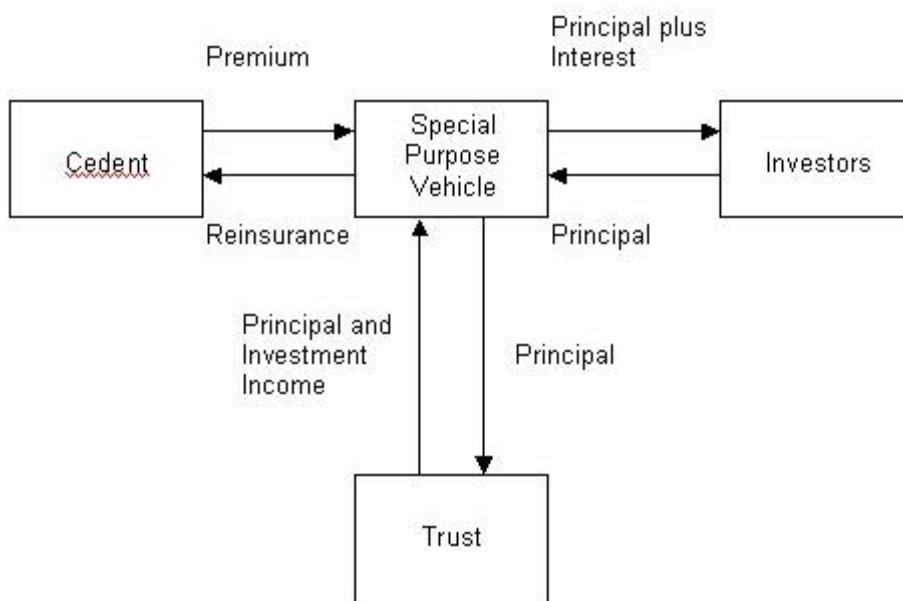 Premium
Principal plus
Interest
Cedent
Special
Purpose
Vehicle
Investors
Reinsurance
Principal
Principal and
Investment
Income
Principal
Trust